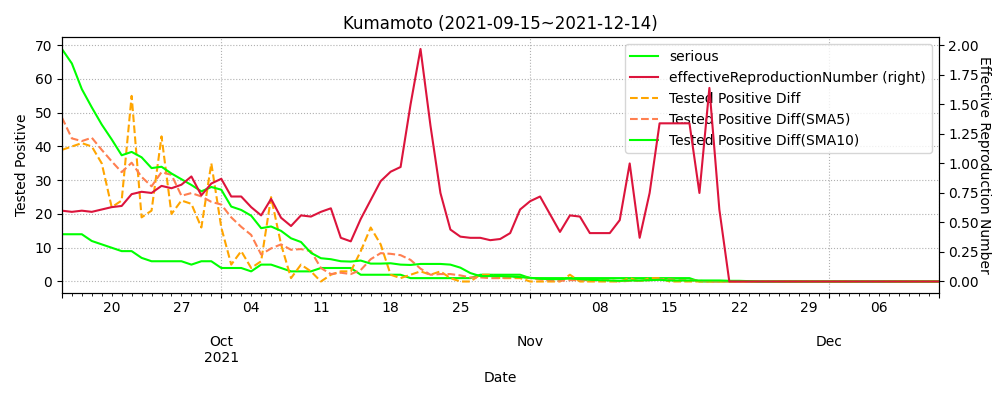 Kumamoto (2021-09-15~2021-12-14)
70
60
50
40
30
20
10
0
Tested Positive
2.00
1.75
1.50
1.25
1.00
0.75
0.50
0.25
0.00
Effective Reproduction Number
serious
effectiveReproductionNumber (right)
Tested Positive Diff
Tested Positive Diff(SMA5)
Tested Positive Diff(SMA10)
20 27 04 11 18 25 08 15 22 29 06
Oct Nov Dec
2021
Date